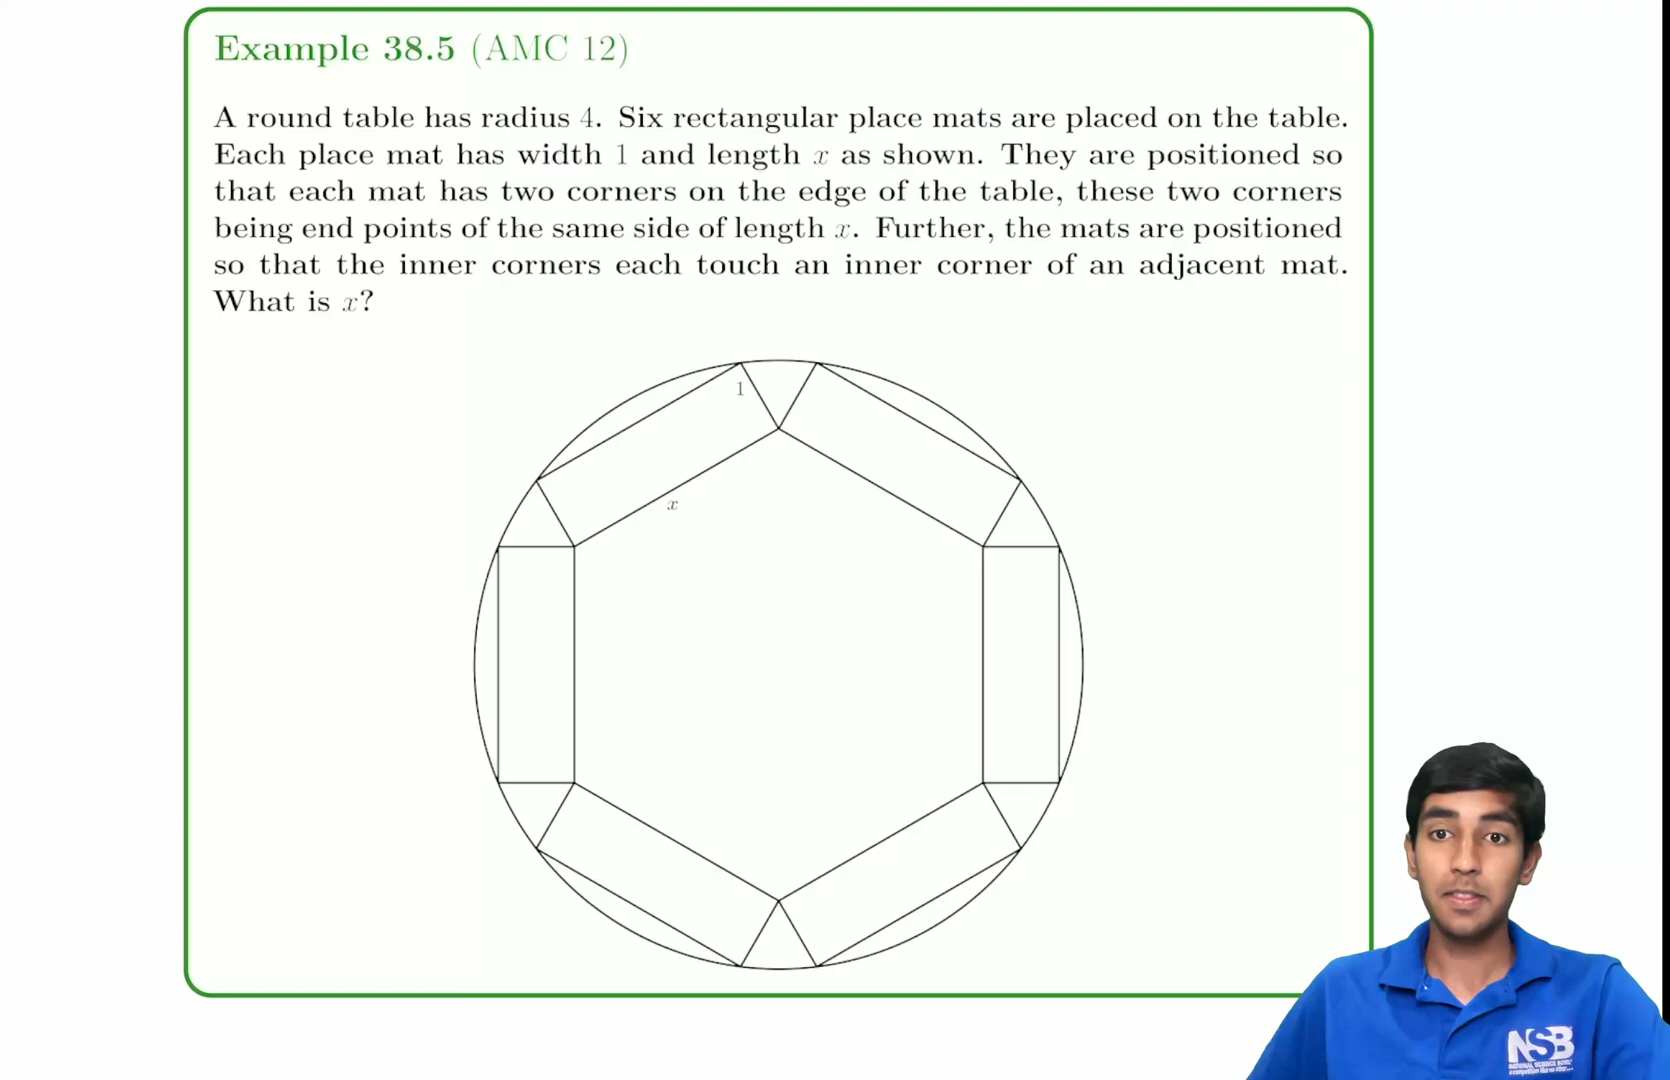 Example 38.5 (AMC 12)
A round table has radius 4. Six rectangular place mats are placed on the table.
Each place mat has width 1 and length x as shown. They are positioned so
that each mat has two corners on the edge of the table, these two corners
being end points of the same side of length x. Further, the mats are positioned
so that the inner corners each touch an inner corner of an adjacent mat.
What is x?
1
x
NSB
NATIONAL SCIENCE BOWL